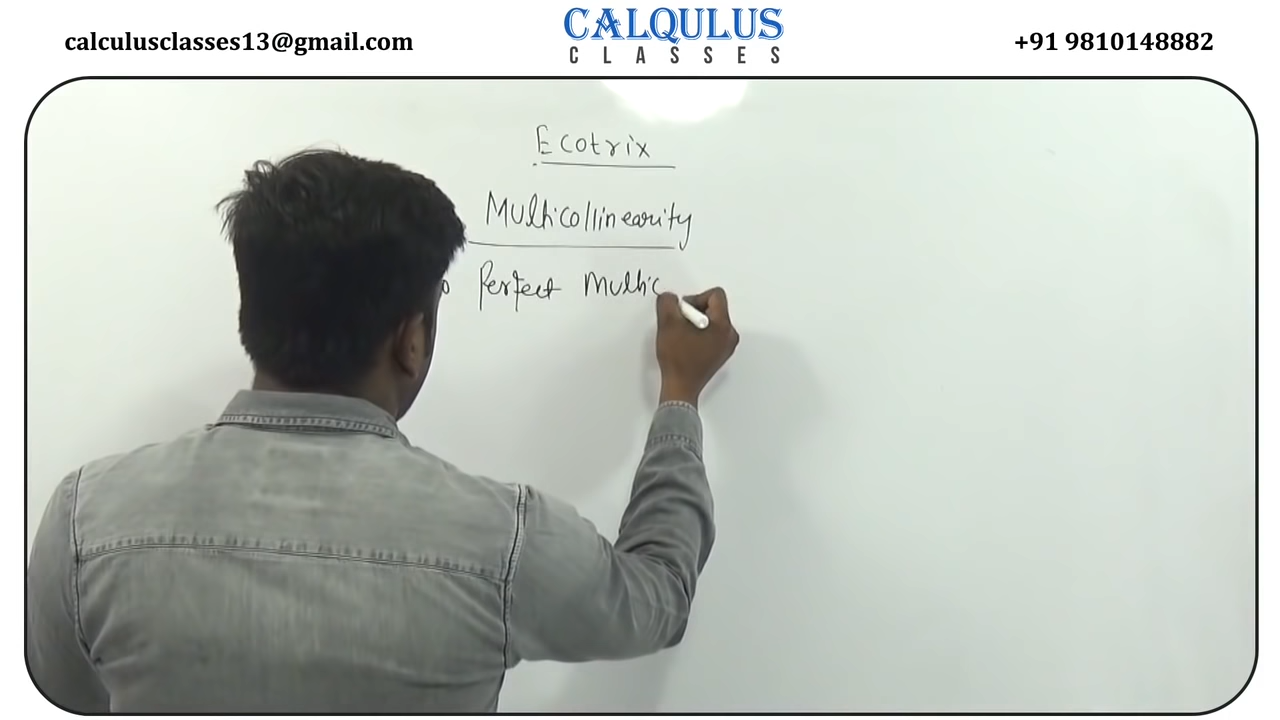 calculusclasses13@gmail.com
CALQULUS
CLASSES
+91 9810148882
Ecotrix
Multicollinearity
Perfect Multic